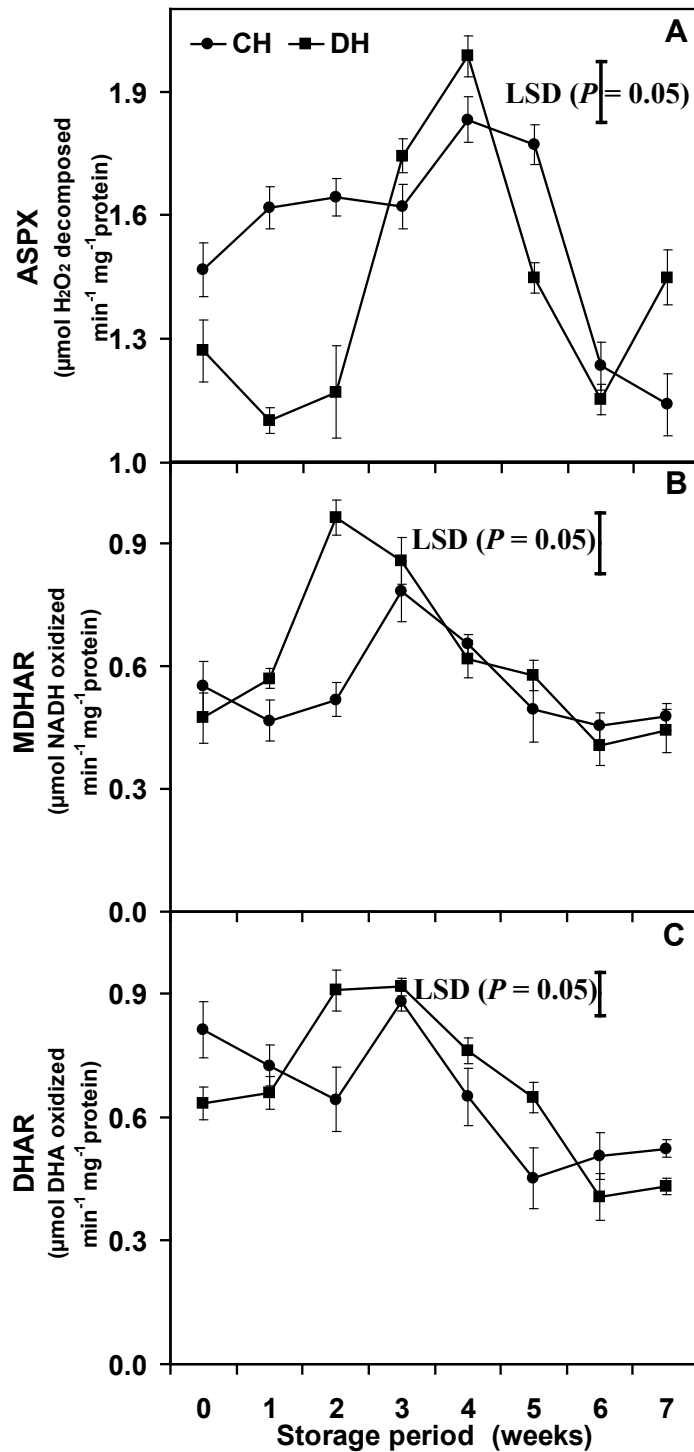 CH DH
A
LSD (P = 0.05)
1.9
1.6
1.3
1.0
ASPX
(µmol H₂O₂ decomposed
min⁻¹ mg⁻¹protein)
B
LSD (P = 0.05)
0.9
0.6
0.3
0.0
MDHAR
(µmol NADH oxidized
min⁻¹ mg⁻¹protein)
C
LSD (P = 0.05)
0.9
0.6
0.3
0.0
DHAR
(µmol DHA oxidized
min⁻¹ mg⁻¹protein)
0 1 2 3 4 5 6 7
Storage period (weeks)